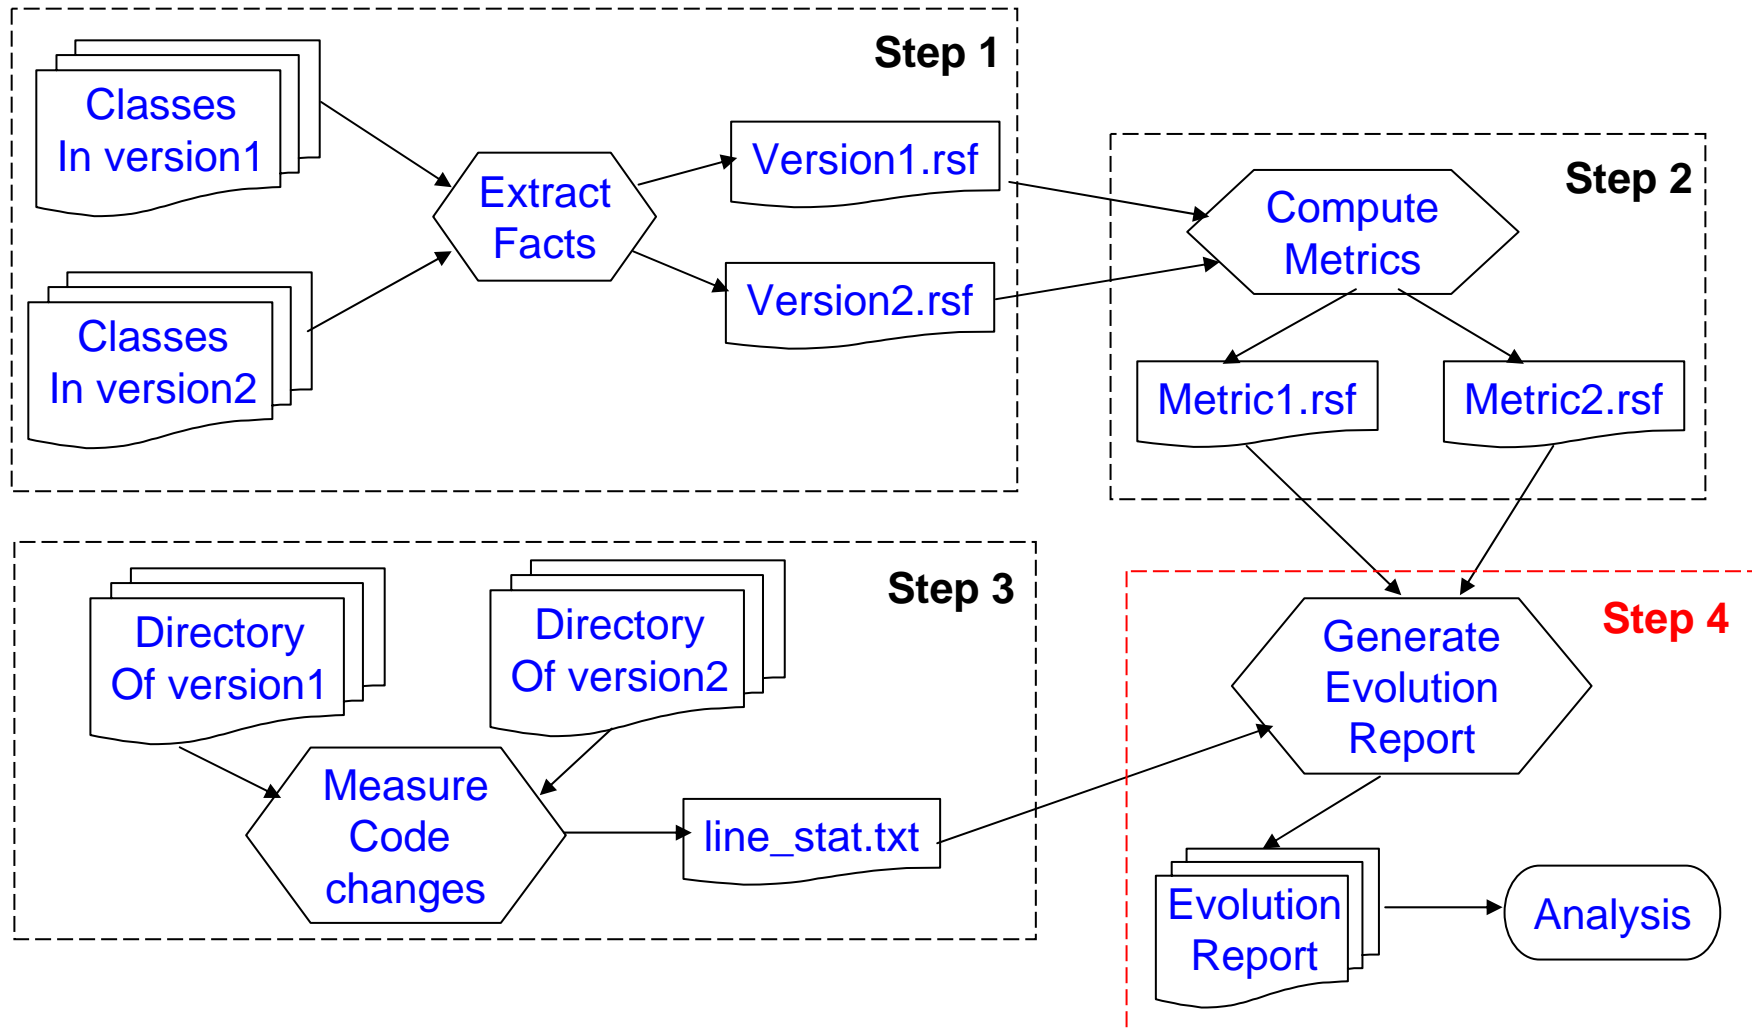 Step 1
Classes
In version1
Extract
Facts
Version1.rsf
Version2.rsf
Classes
In version2
Step 2
Compute
Metrics
Metric1.rsf
Metric2.rsf
Step 3
Directory
Of version1
Directory
Of version2
Measure
Code
changes
line_stat.txt
Step 4
Generate
Evolution
Report
Evolution
Report
Analysis